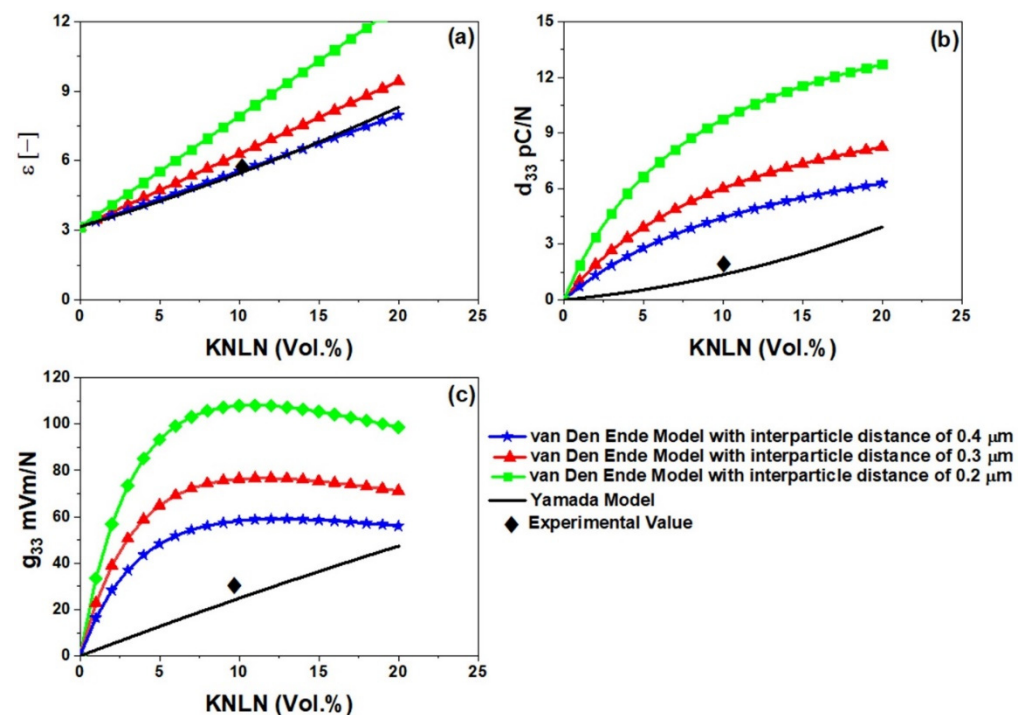 (a)
12
9
6
3
0
ε [−]
0 5 10 15 20 25
KNLN (Vol.%)
(b)
15
12
9
6
3
0
d33 pC/N
0 5 10 15 20 25
KNLN (Vol.%)
(c)
120
100
80
60
40
20
0
g33 mVm/N
0 5 10 15 20 25
KNLN (Vol.%)
van Den Ende Model with interparticle distance of 0.4 μm
van Den Ende Model with interparticle distance of 0.3 μm
van Den Ende Model with interparticle distance of 0.2 μm
Yamada Model
Experimental Value